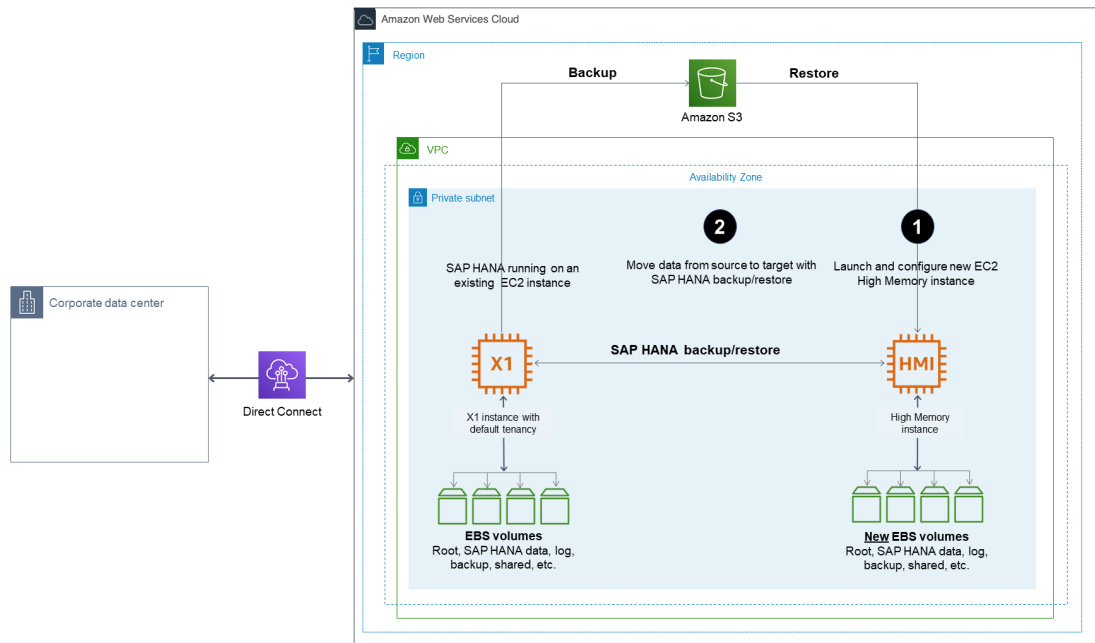 Amazon Web Services Cloud
Region
Backup
Restore
Amazon S3
VPC
Availability Zone
Private subnet
2
1
SAP HANA running on an
existing EC2 instance
Move data from source to target with
SAP HANA backup/restore
Launch and configure new EC2
High Memory instance
Corporate data center
SAP HANA backup/restore
X1
HMI
Direct Connect
X1 instance with
default tenancy
High Memory
instance
EBS volumes
Root, SAP HANA data, log,
backup, shared, etc.
New EBS volumes
Root, SAP HANA data, log,
backup, shared, etc.